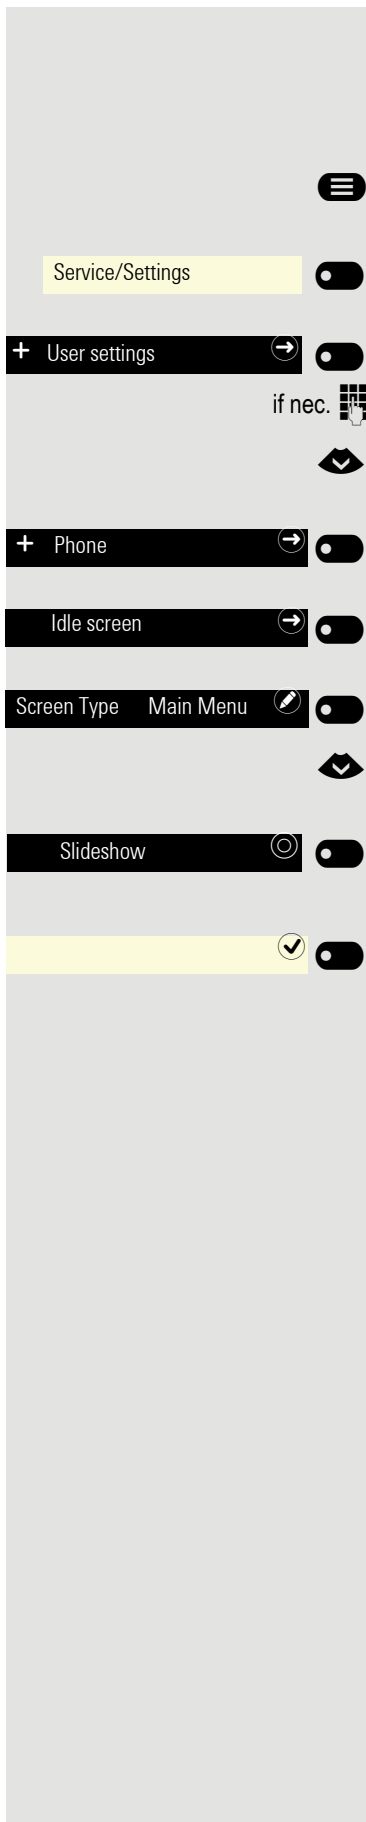 Service/Settings
+ User settings
if nec.
+ Phone
Idle screen
Screen Type Main Menu
Slideshow